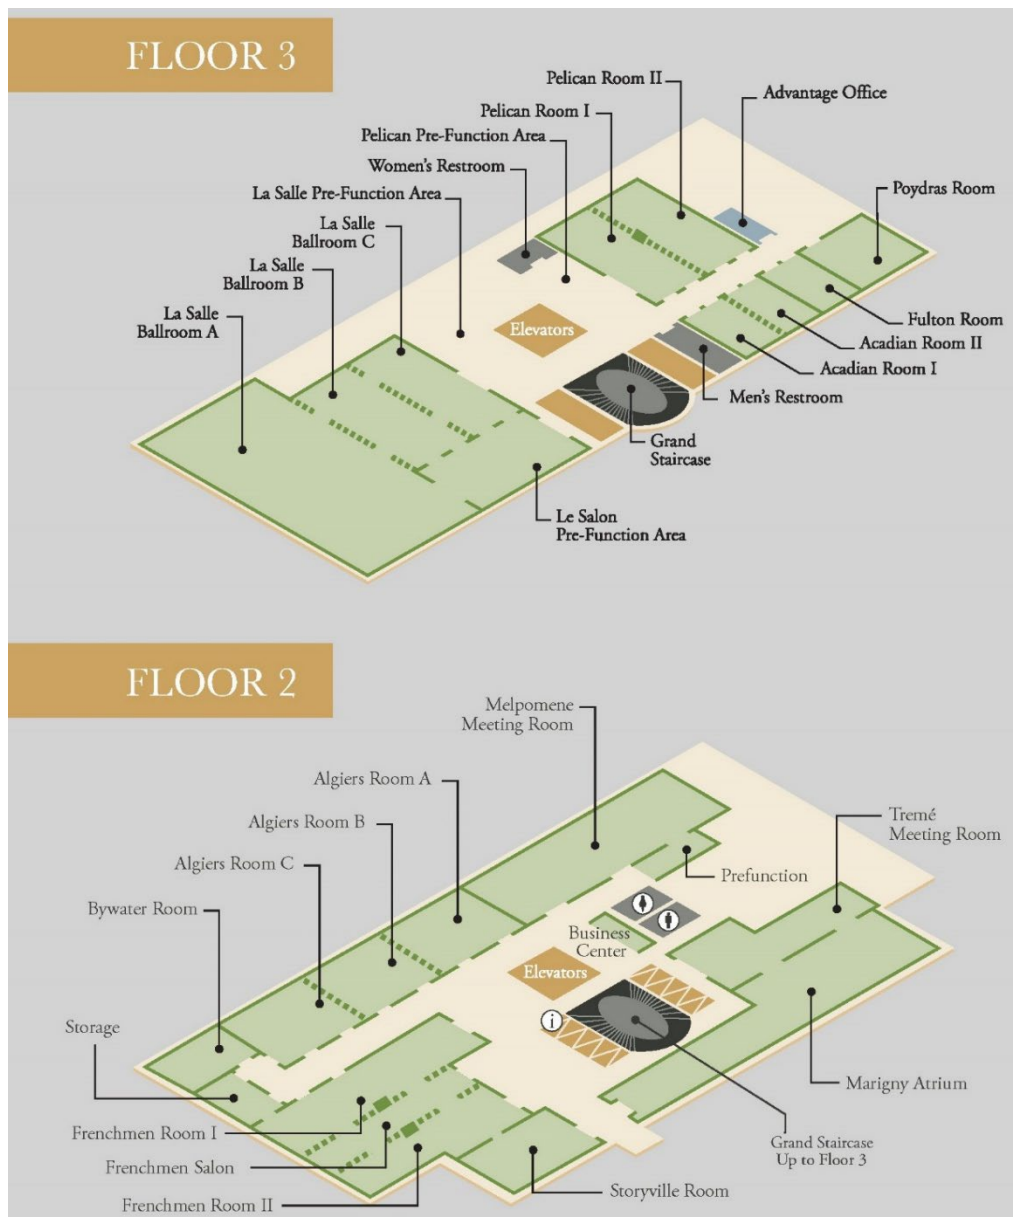 FLOOR 3
Pelican Room II
Advantage Office
Pelican Room I
Pelican Pre-Function Area
Women's Restroom
Poydras Room
La Salle Pre-Function Area
La Salle
Ballroom C
La Salle
Ballroom B
La Salle
Ballroom A
Elevators
Fulton Room
Acadian Room II
Acadian Room I
Men's Restroom
Grand
Staircase
Le Salon
Pre-Function Area
FLOOR 2
Melpomene
Meeting Room
Algiers Room A
Tremé
Meeting Room
Algiers Room B
Algiers Room C
Prefunction
Bywater Room
Business
Center
Elevators
i
Storage
Marigny Atrium
Frenchmen Room I
Grand Staircase
Up to Floor 3
Frenchmen Salon
Storyville Room
Frenchmen Room II